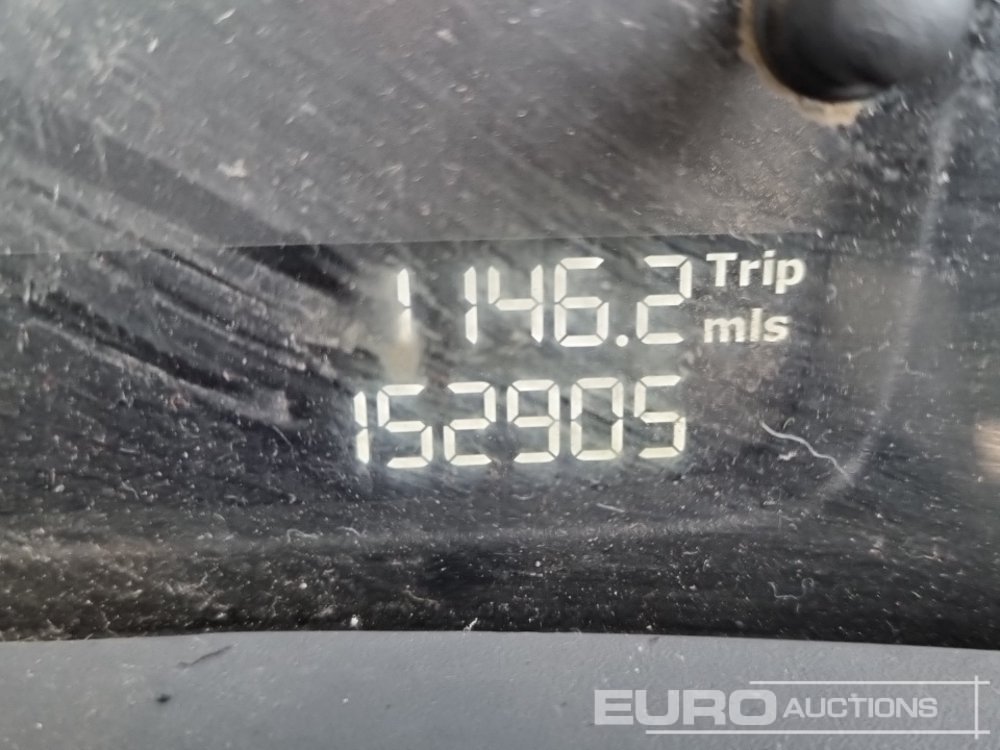 1146.2 Trip
mls
152905
EURO AUCTIONS